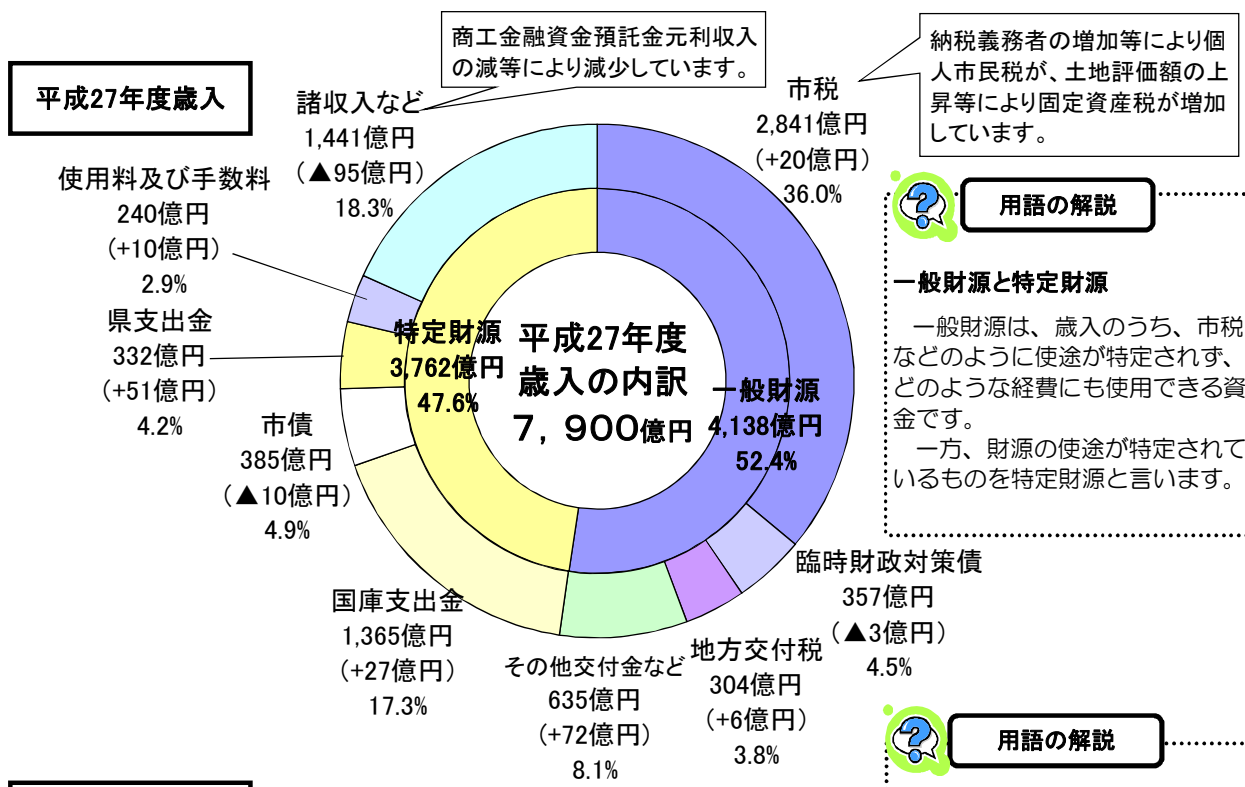 商工金融資金預託金元利収入
の減等により減少しています。
納税義務者の増加等により個
人市民税が、土地評価額の上
昇等により固定資産税が増加
しています。
平成27年度歳入
諸収入など
1,441億円
(▲95億円)
18.3%
市税
2,841億円
(+20億円)
36.0%
使用料及び手数料
240億円
(+10億円)
2.9%
県支出金
332億円
(+51億円)
4.2%
市債
385億円
(▲10億円)
4.9%
特定財源
3,762億円
47.6%
平成27年度
歳入の内訳
7,900億円
一般財源
4,138億円
52.4%
国庫支出金
1,365億円
(+27億円)
17.3%
その他交付金など
635億円
(+72億円)
8.1%
地方交付税
304億円
(+6億円)
3.8%
臨時財政対策債
357億円
(▲3億円)
4.5%
?
用語の解説
一般財源と特定財源
一般財源は、歳入のうち、市税
などのように使途が特定されず、
どのような経費にも使用できる資
金です。
一方、財源の使途が特定されて
いるものを特定財源と言います。
?
用語の解説